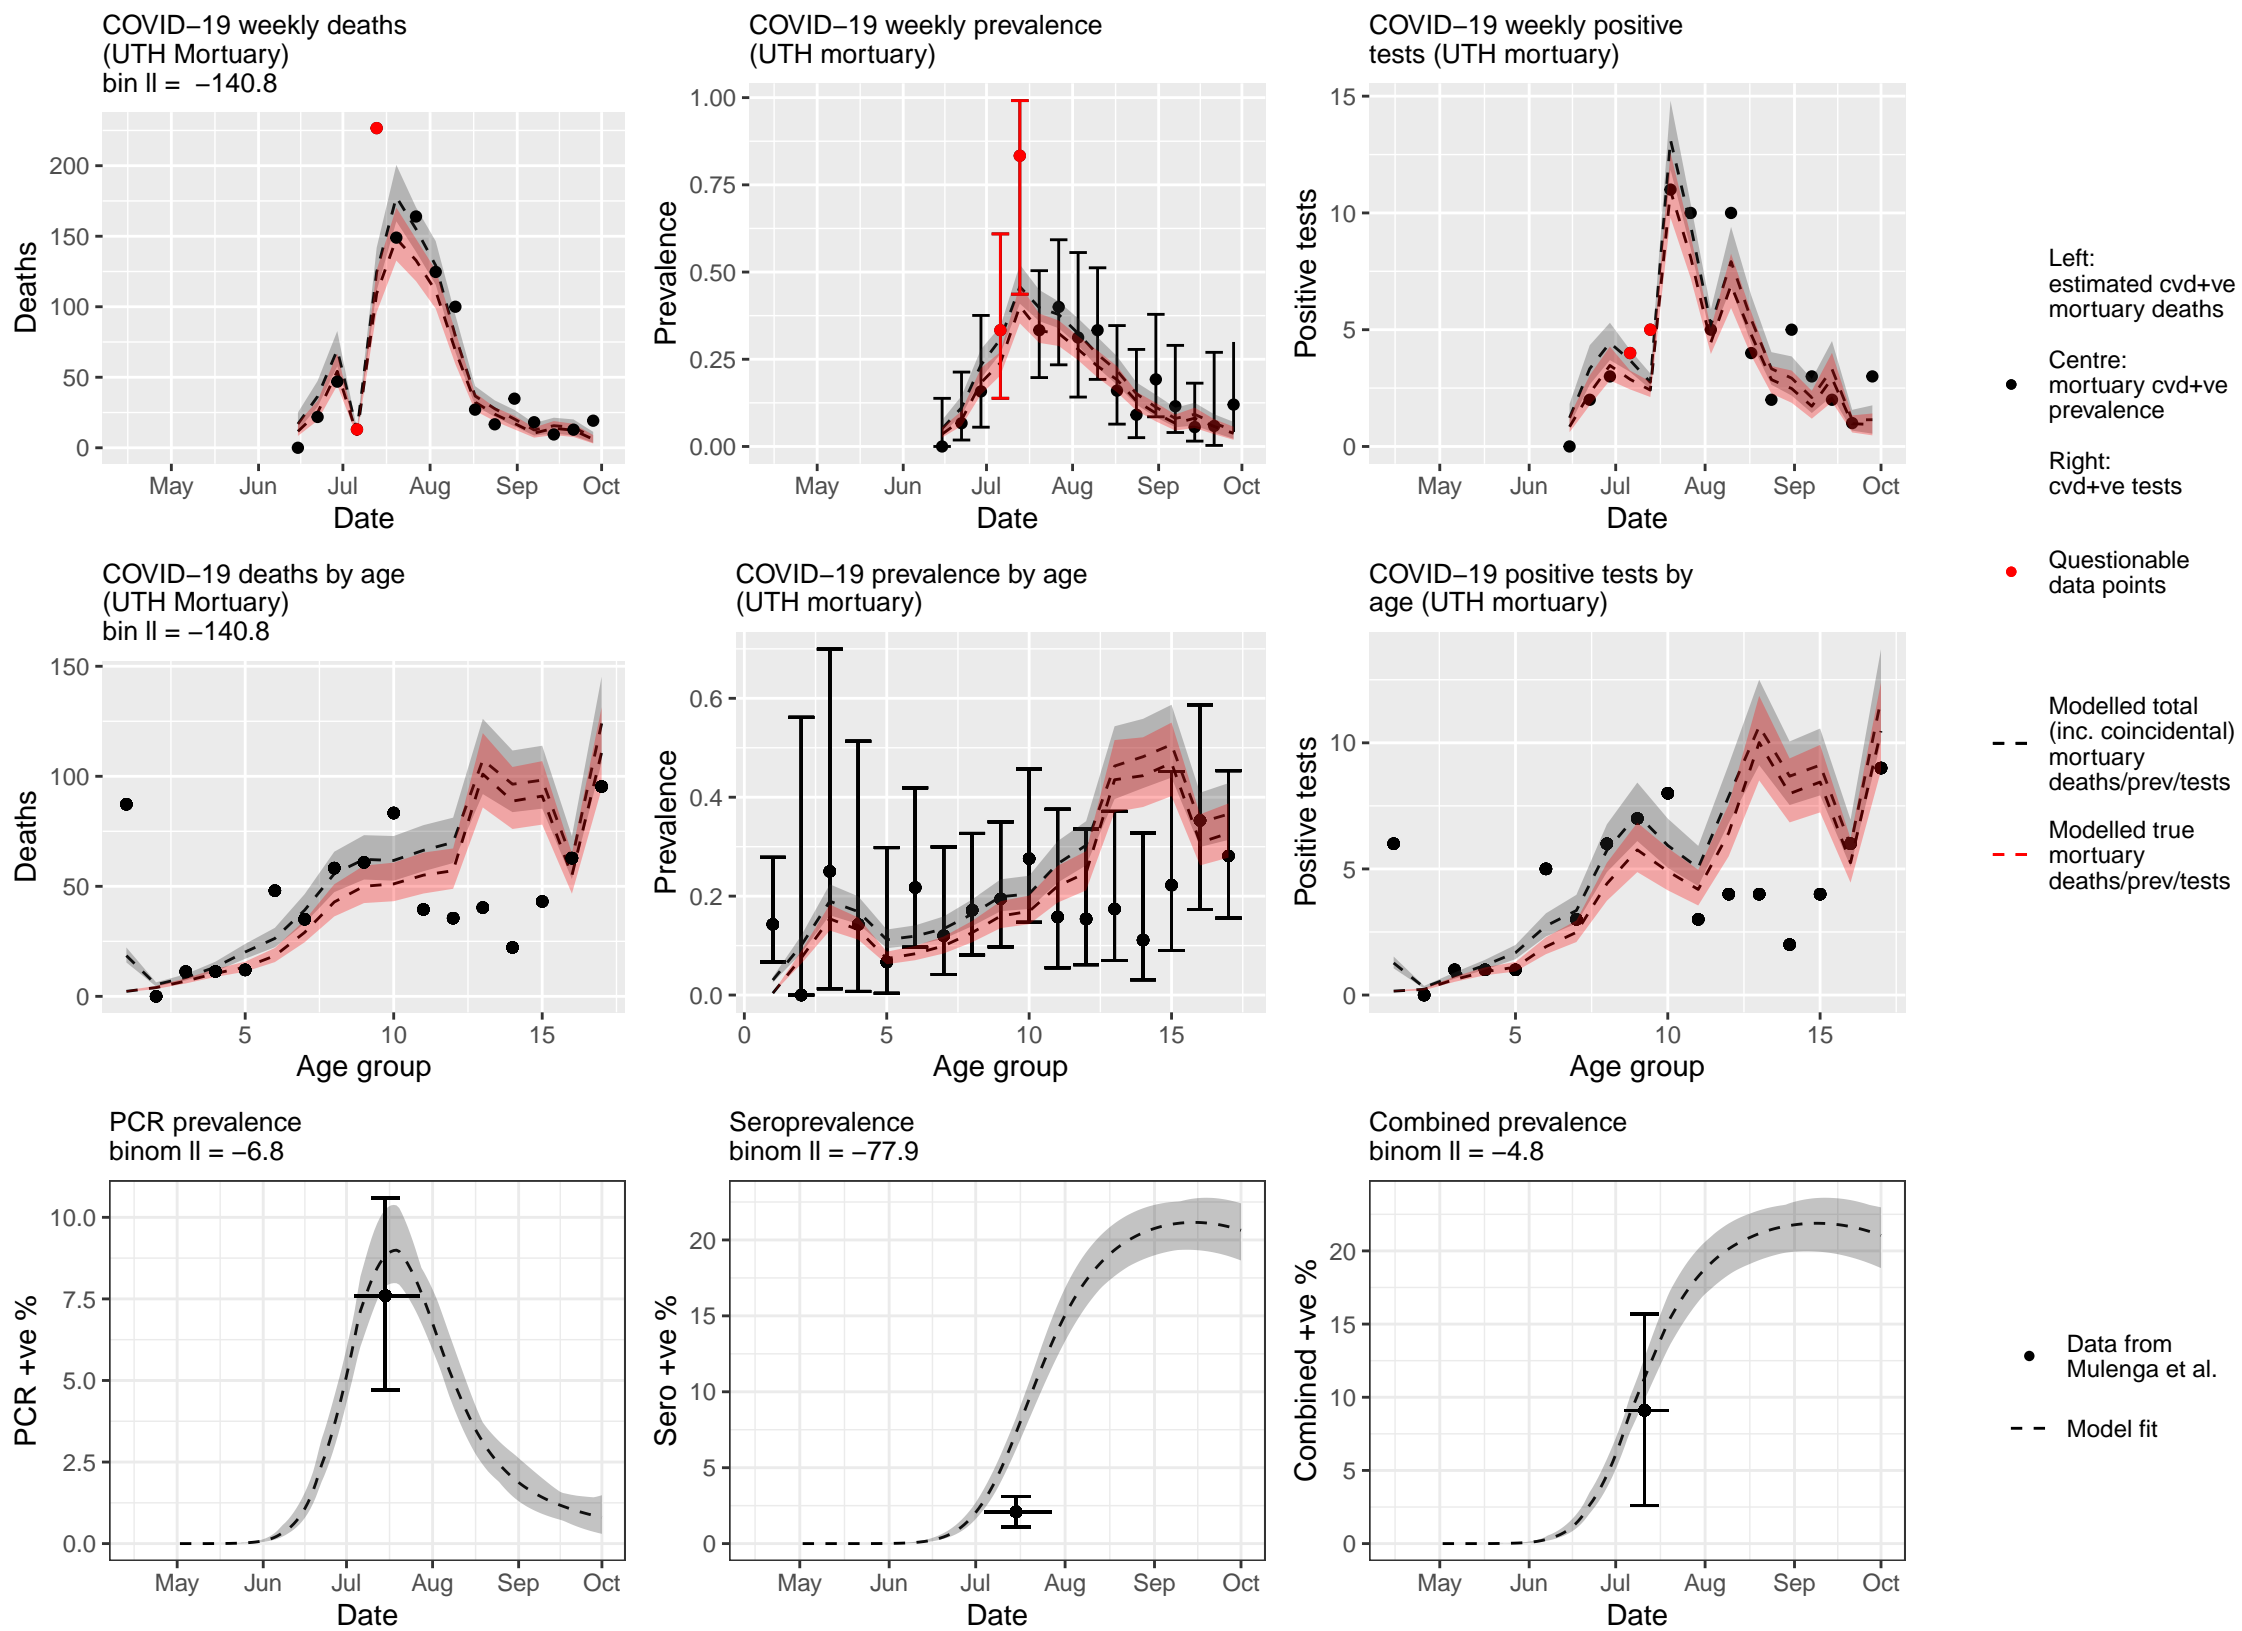 COVID−19 weekly deaths
(UTH Mortuary)
bin ll =  −140.8
Deaths
200
150
100
50
0
May Jun Jul Aug Sep Oct
Date
COVID−19 weekly prevalence
(UTH mortuary)
Prevalence
1.00
0.75
0.50
0.25
0.00
May Jun Jul Aug Sep Oct
Date
COVID−19 weekly positive
tests (UTH mortuary)
Positive tests
15
10
5
0
May Jun Jul Aug Sep Oct
Date
Left:
estimated cvd+ve
mortuary deaths
Centre:
mortuary cvd+ve
prevalence
Right:
cvd+ve tests
Questionable
data points
Modelled total
(inc. coincidental)
mortuary
deaths/prev/tests
Modelled true
mortuary
deaths/prev/tests
COVID−19 deaths by age
(UTH Mortuary)
bin ll = −140.8
Deaths
150
100
50
0
5 10 15
Age group
COVID−19 prevalence by age
(UTH mortuary)
Prevalence
0.6
0.4
0.2
0.0
0 5 10 15
Age group
COVID−19 positive tests by
age (UTH mortuary)
Positive tests
10
5
0
5 10 15
Age group
PCR prevalence
binom ll = −6.8
PCR +ve %
10.0
7.5
5.0
2.5
0.0
May Jun Jul Aug Sep Oct
Date
Seroprevalence
binom ll = −77.9
Sero +ve %
20
15
10
5
0
May Jun Jul Aug Sep Oct
Date
Combined prevalence
binom ll = −4.8
Combined +ve %
20
15
10
5
0
May Jun Jul Aug Sep Oct
Date
Data from
Mulenga et al.
Model fit